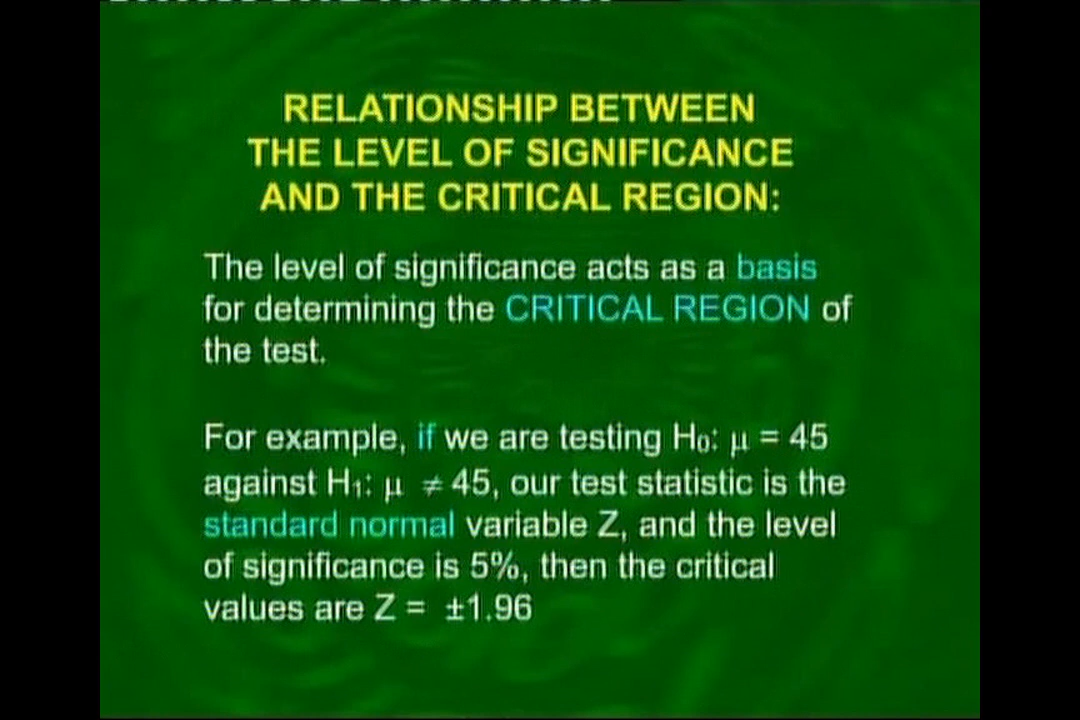 RELATIONSHIP BETWEEN
THE LEVEL OF SIGNIFICANCE
AND THE CRITICAL REGION:
The level of significance acts as a basis
for determining the CRITICAL REGION of
the test.
For example, if we are testing H₀: μ = 45
against H₁: μ ≠ 45, our test statistic is the
standard normal variable Z, and the level
of significance is 5%, then the critical
values are Z = ±1.96